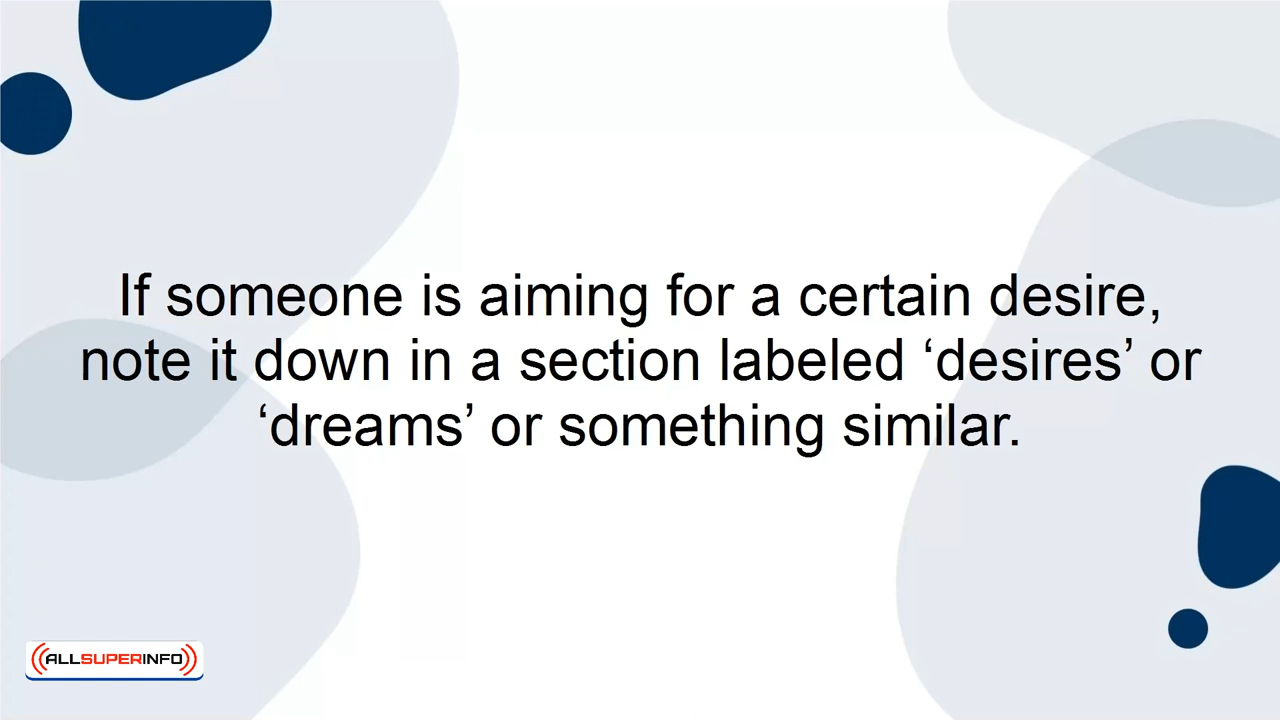 If someone is aiming for a certain desire,
note it down in a section labeled ‘desires’ or
‘dreams’ or something similar.
ALLSUPERINFO